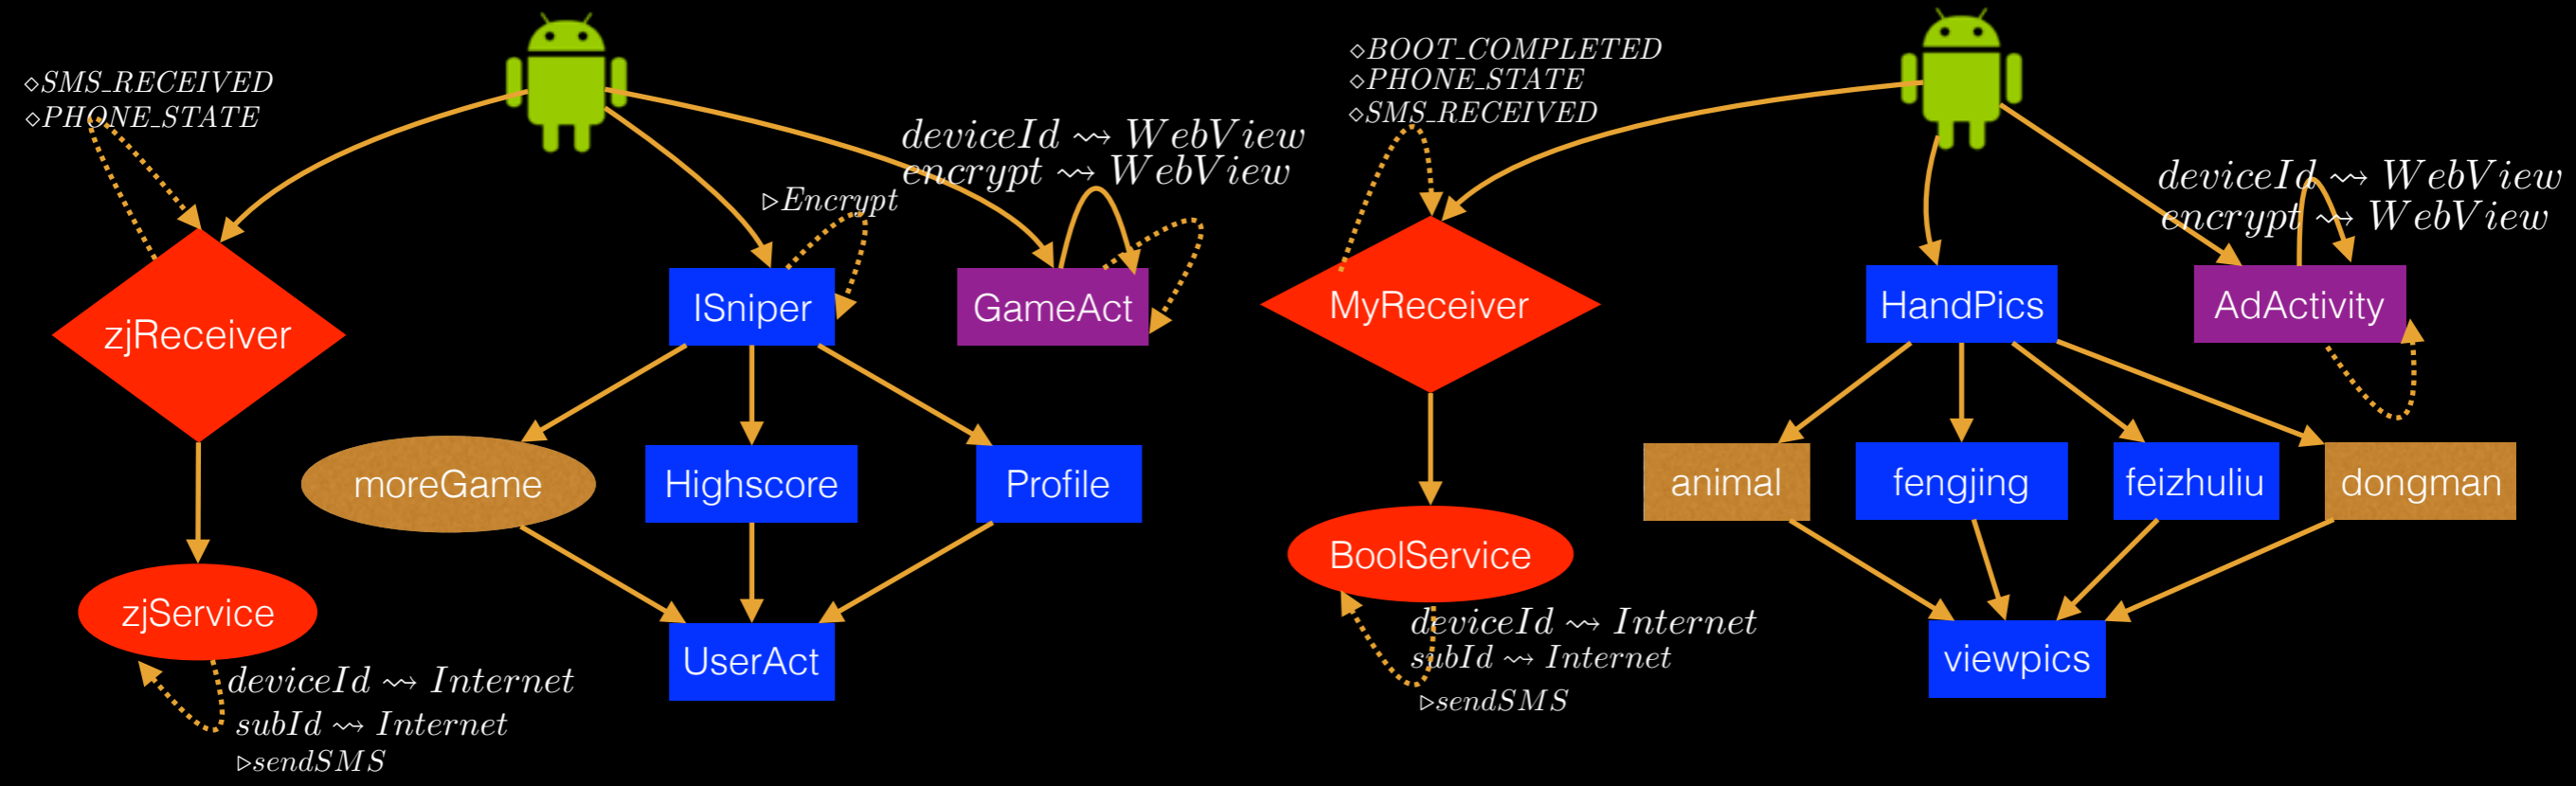 ⋄SMS_RECEIVED
⋄PHONE_STATE
deviceId ⇝ WebView
encrypt ⇝ WebView
▷Encrypt
zjReceiver
ISniper
GameAct
moreGame
Highscore
Profile
zjService
UserAct
deviceId ⇝ Internet
subId ⇝ Internet
▷sendSMS
⋄BOOT_COMPLETED
⋄PHONE_STATE
⋄SMS_RECEIVED
deviceId ⇝ WebView
encrypt ⇝ WebView
MyReceiver
HandPics
AdActivity
animal
fengjing
feizhuliu
dongman
BoolService
viewpics
deviceId ⇝ Internet
subId ⇝ Internet
▷sendSMS